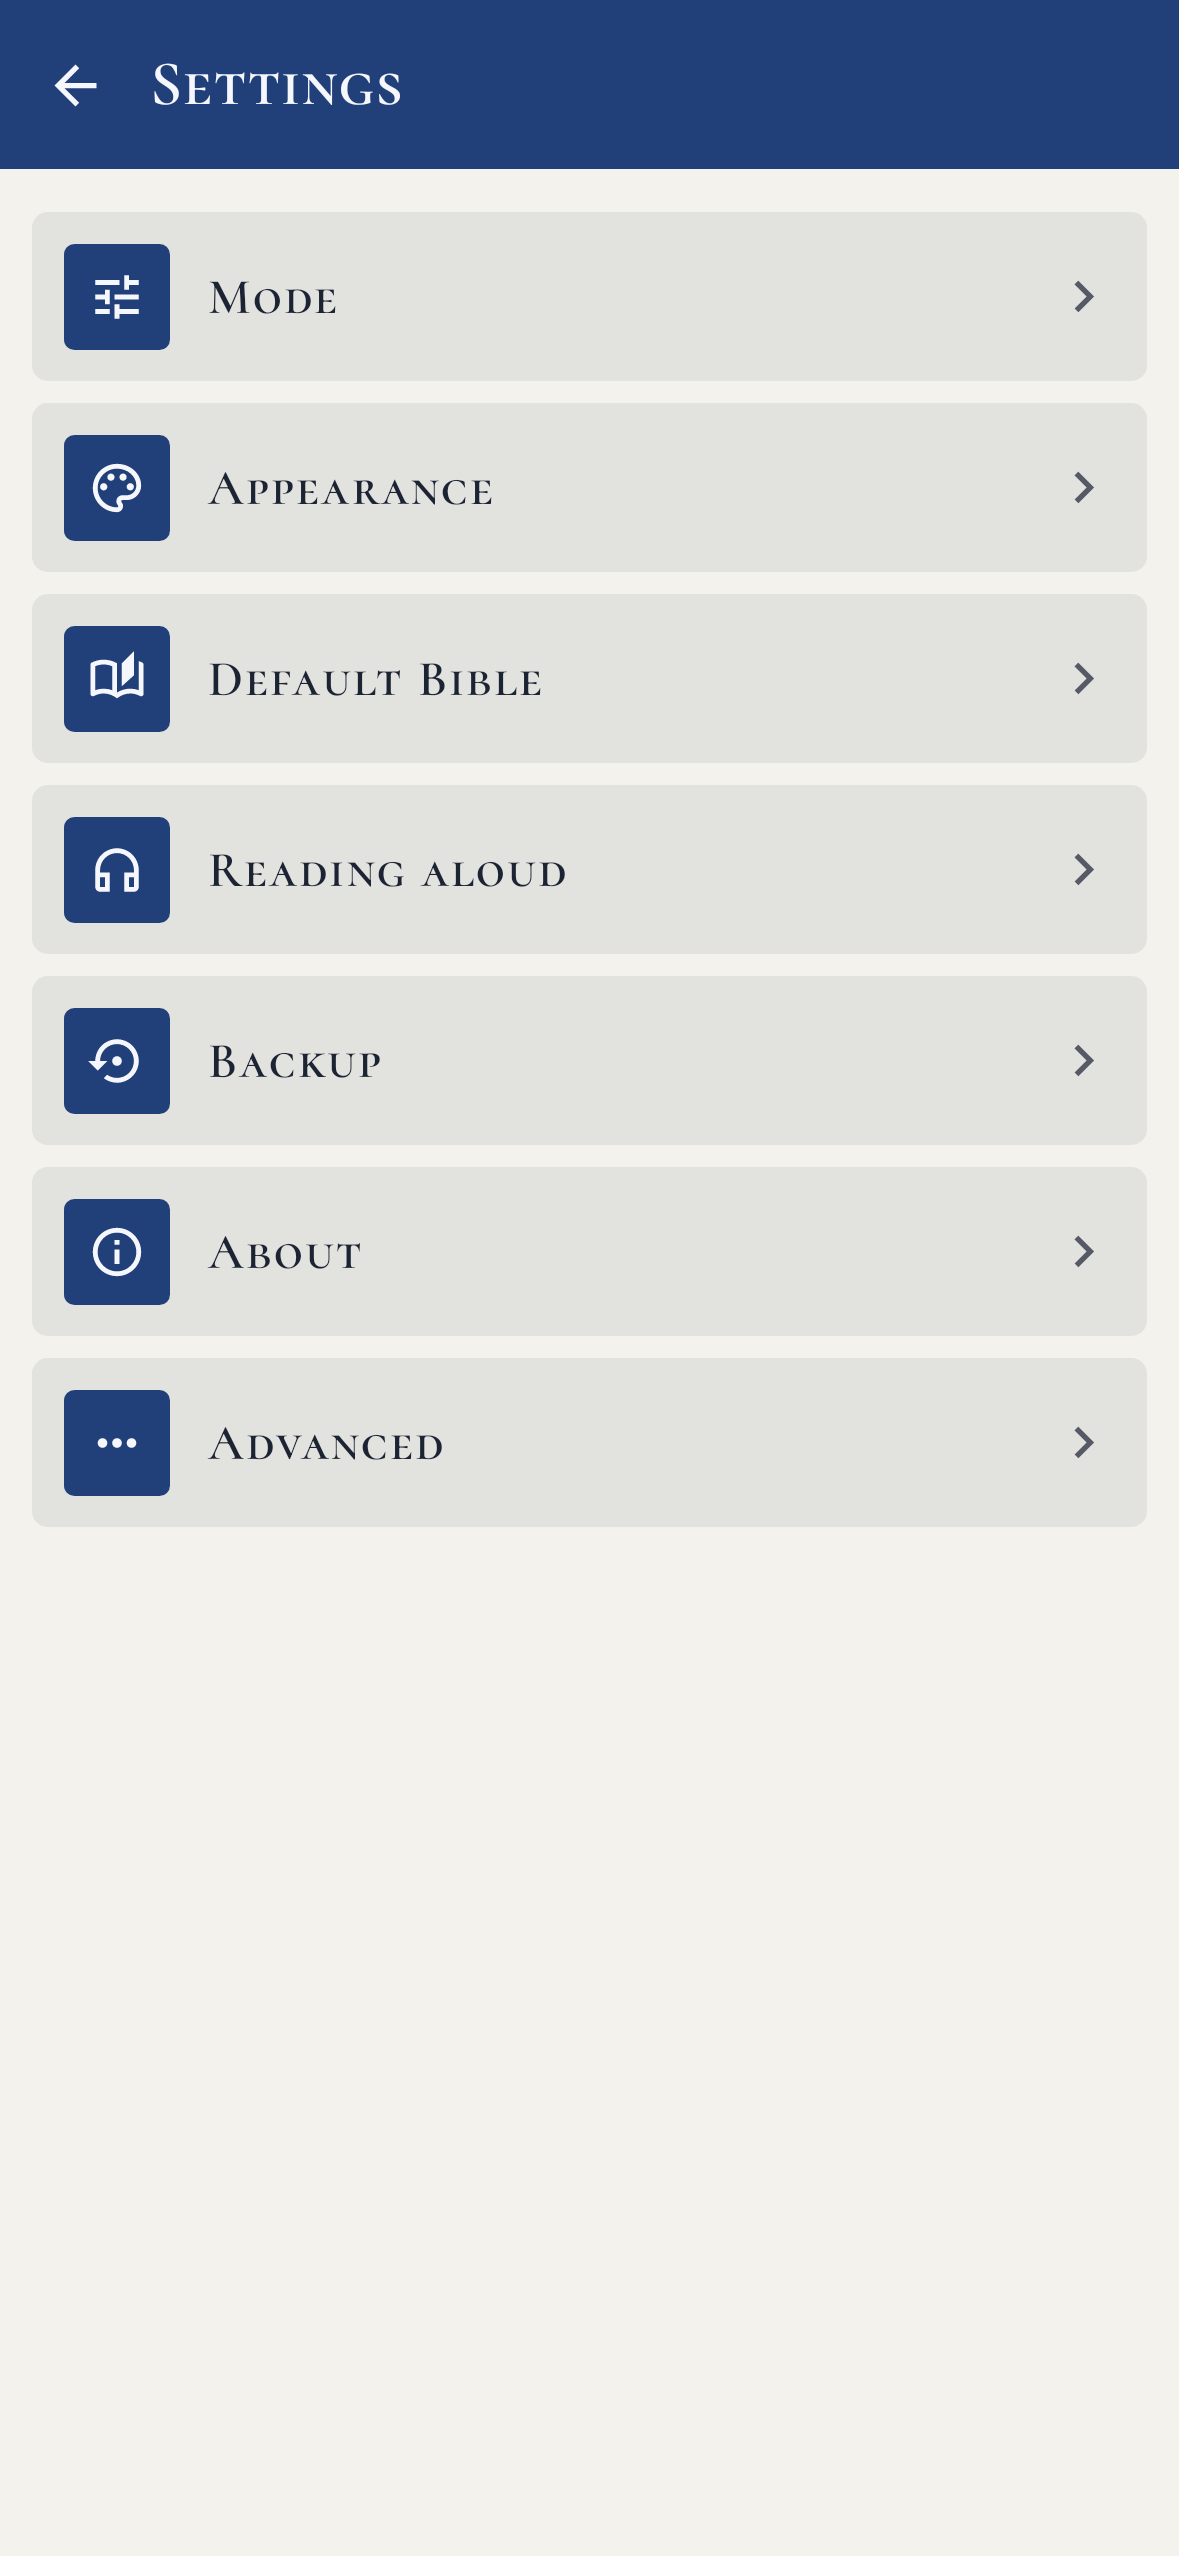 Settings
Mode
Appearance
Default Bible
Reading aloud
Backup
About
Advanced